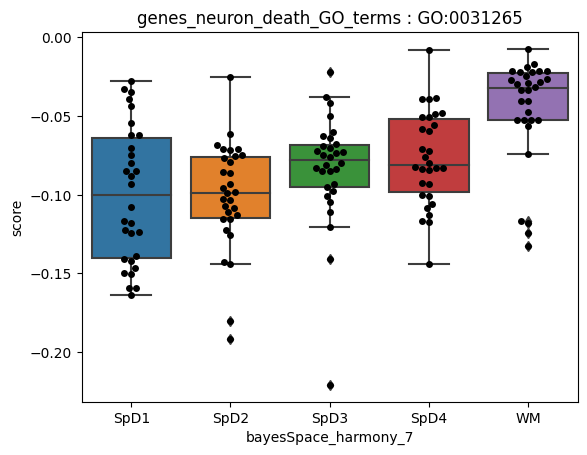 genes_neuron_death_GO_terms : GO:0031265
0.00
−0.05
−0.10
−0.15
−0.20
score
SpD1 SpD2 SpD3 SpD4 WM
bayesSpace_harmony_7